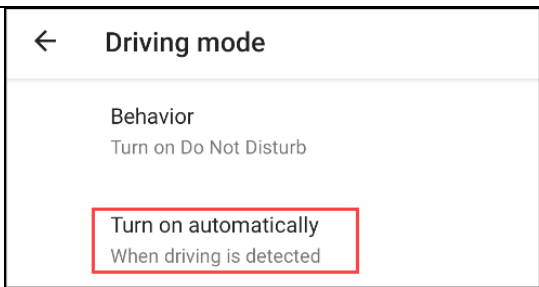 Driving mode
Behavior
Turn on Do Not Disturb
Turn on automatically
When driving is detected